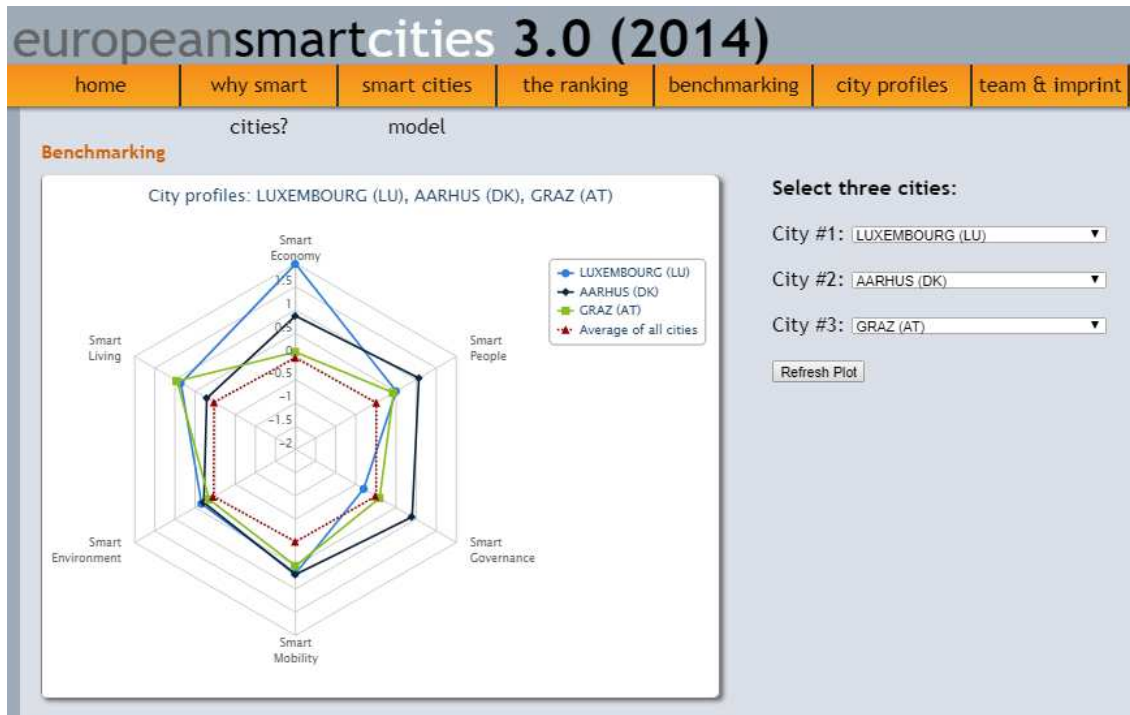 europeansmartcities 3.0 (2014)
home
why smart cities?
smart cities model
the ranking
benchmarking
city profiles
team & imprint
Benchmarking
City profiles: LUXEMBOURG (LU), AARHUS (DK), GRAZ (AT)
Smart
Economy
1.5
1
0.5
0
-0.5
-1
-1.5
-2
Smart
Living
Smart
People
Smart
Environment
Smart
Governance
Smart
Mobility
LUXEMBOURG (LU)
AARHUS (DK)
GRAZ (AT)
Average of all cities
Select three cities:
City #1: LUXEMBOURG (LU)
City #2: AARHUS (DK)
City #3: GRAZ (AT)
Refresh Plot